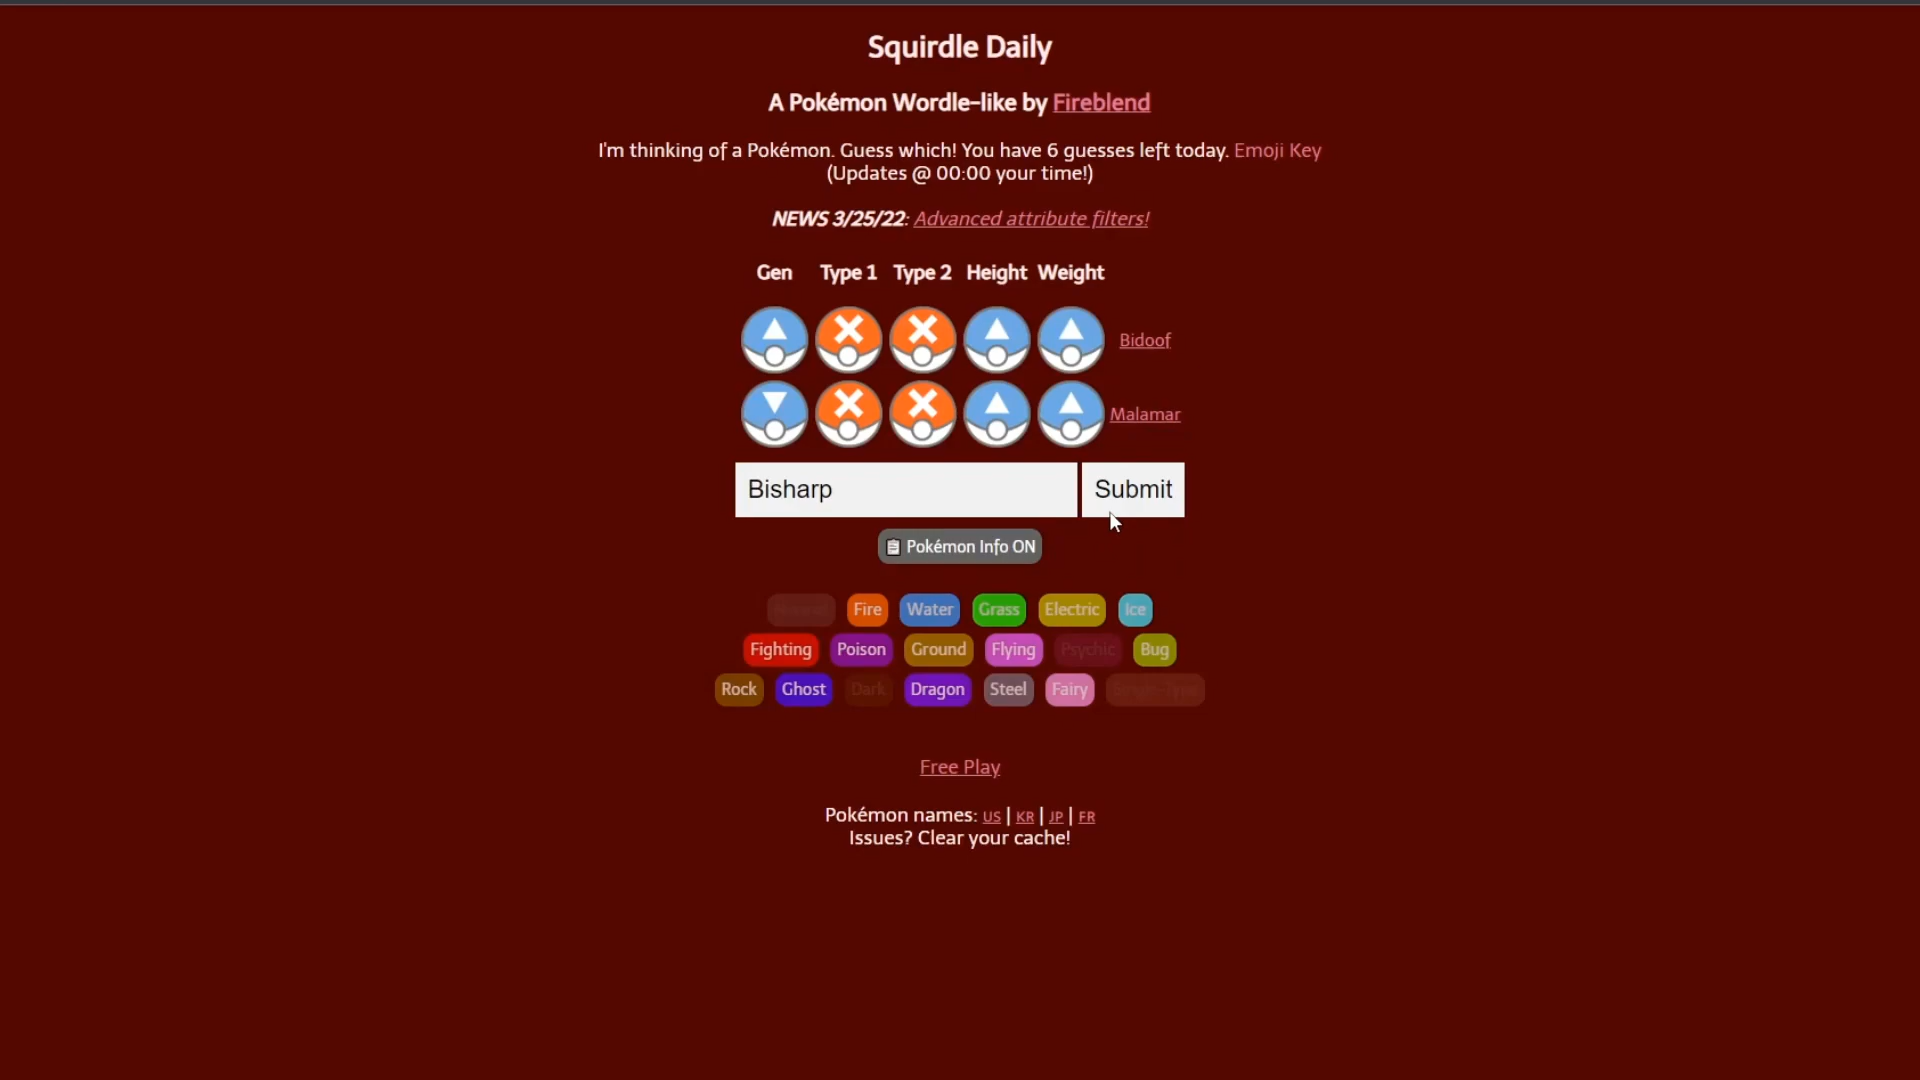 Squirdle Daily
A Pokémon Wordle-like by Fireblend
I'm thinking of a Pokémon. Guess which! You have 6 guesses left today. Emoji Key
(Updates @ 00:00 your time!)
NEWS 3/25/22: Advanced attribute filters!
Gen Type 1 Type 2 Height Weight
Bidoof
Malamar
Bisharp Submit
Pokémon Info ON
Normal Fire Water Grass Electric Ice
Fighting Poison Ground Flying Psychic Bug
Rock Ghost Dark Dragon Steel Fairy Single-Type
Free Play
Pokémon names: US | KR | JP | FR
Issues? Clear your cache!